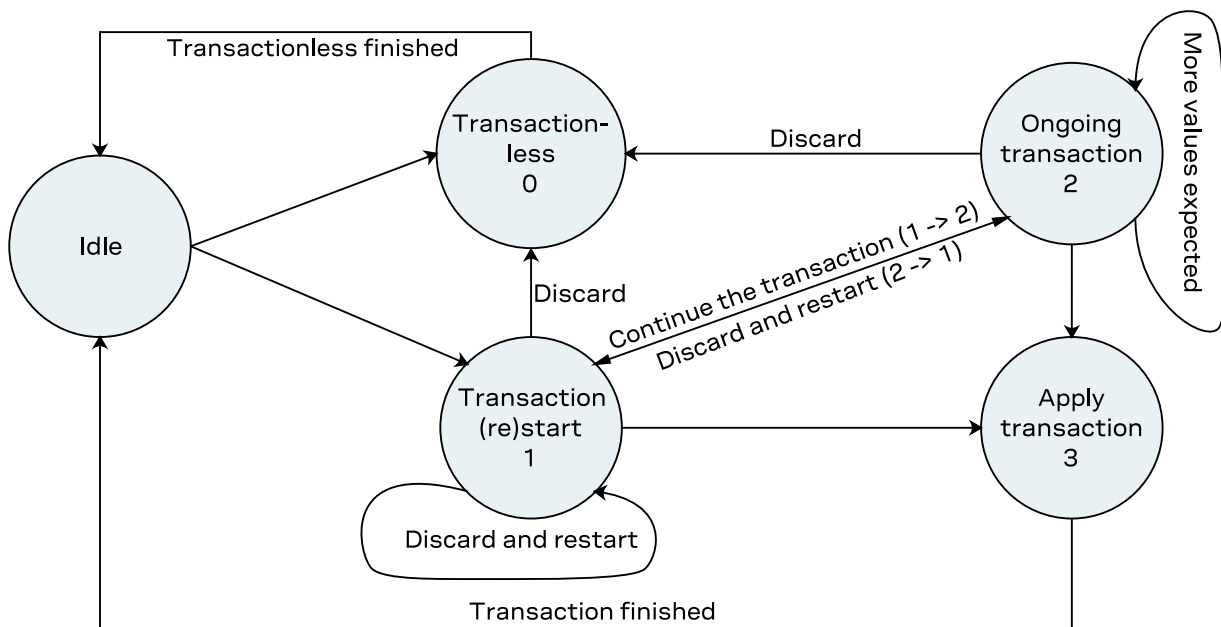 Transactionless finished
Transaction-
less
0
Ongoing
transaction
2
More values expected
Discard
Idle
Continue the transaction (1 -> 2)
Discard and restart (2 -> 1)
Discard
Transaction
(re)start
1
Apply
transaction
3
Discard and restart
Transaction finished